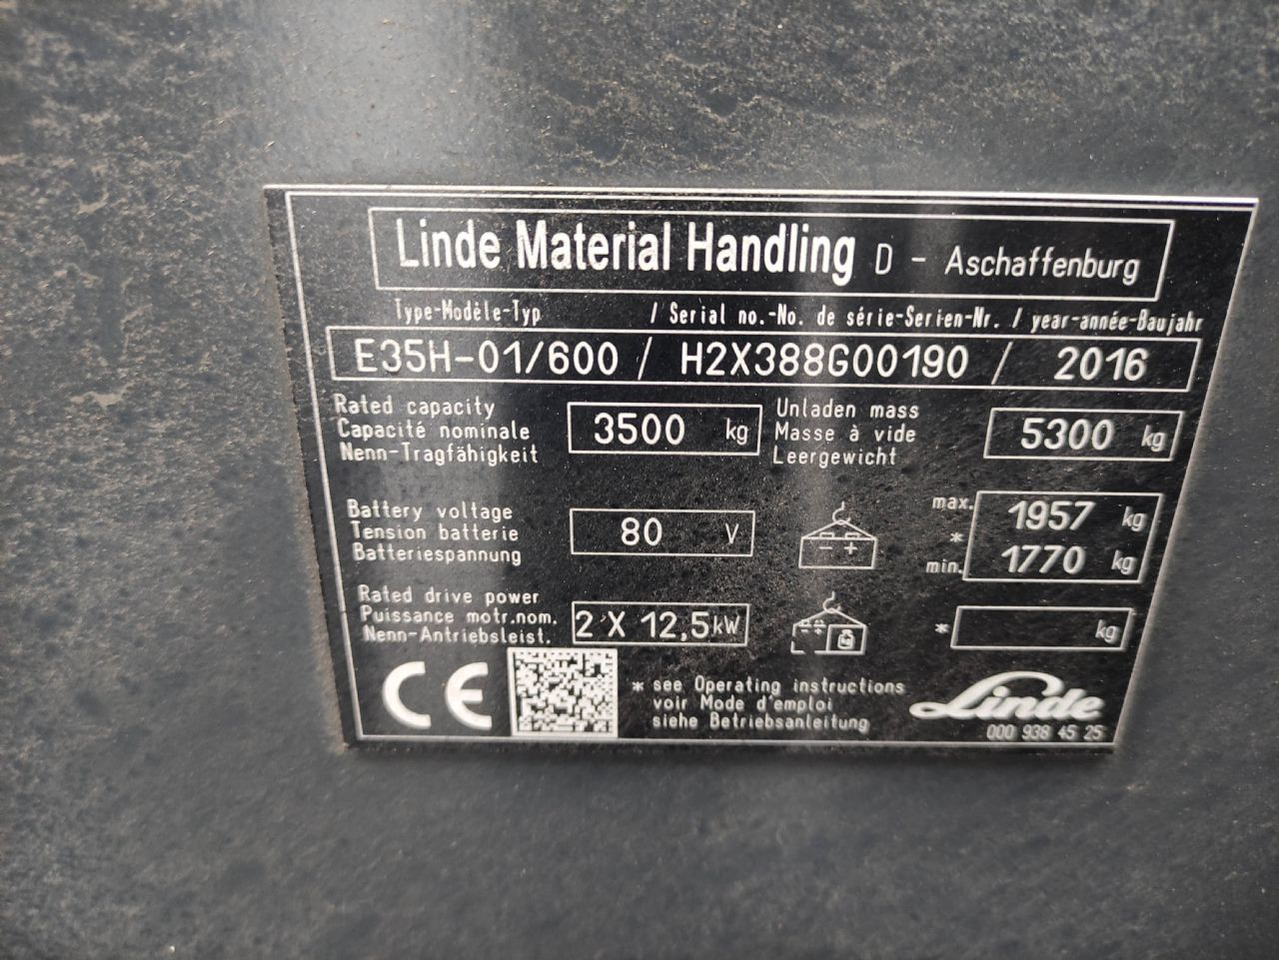 Linde Material Handling D - Aschaffenburg
Type-Modèle-Typ / Serial no.-No. de série-Serien-Nr. / year-année-Baujahr
E35H-01/600 / H2X388G00190 / 2016
Rated capacity
Capacité nominale
Nenn-Tragfähigkeit
3500 kg
Unladen mass
Masse à vide
Leergewicht
5300 kg
Battery voltage
Tension batterie
Batteriespannung
80 V
- +
max. 1957 kg
*
min. 1770 kg
Rated drive power
Puissance motr.nom.
Nenn-Antriebsleist.
2 X 12,5 kW
- +
* kg
CE
* see Operating instructions
voir Mode d'emploi
siehe Betriebsanleitung
Linde
000 938 45 25